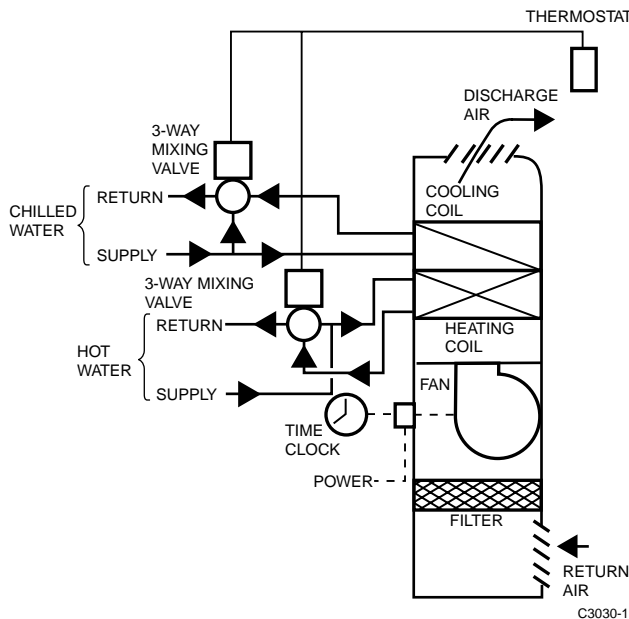 THERMOSTAT
DISCHARGE
AIR
3-WAY
MIXING
VALVE
COOLING
COIL
RETURN
CHILLED
WATER
SUPPLY
3-WAY MIXING
VALVE
RETURN
HOT
WATER
SUPPLY
HEATING
COIL
FAN
TIME
CLOCK
POWER
FILTER
RETURN
AIR
C3030-1